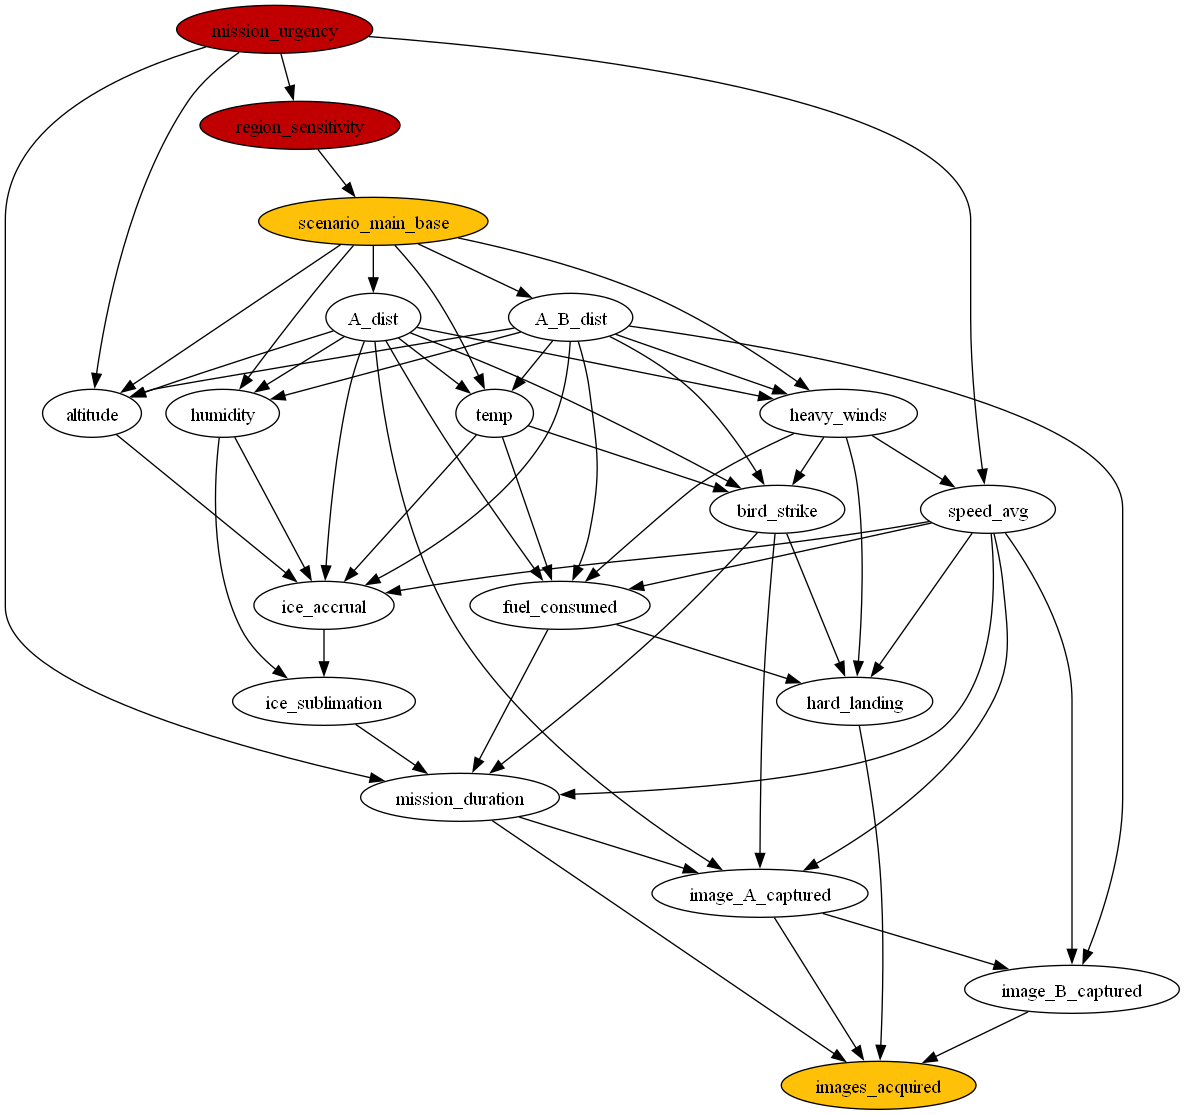 mission_urgency
region_sensitivity
scenario_main_base
A_dist
A_B_dist
altitude
humidity
temp
heavy_winds
bird_strike
speed_avg
ice_accrual
fuel_consumed
ice_sublimation
hard_landing
mission_duration
image_A_captured
image_B_captured
images_acquired